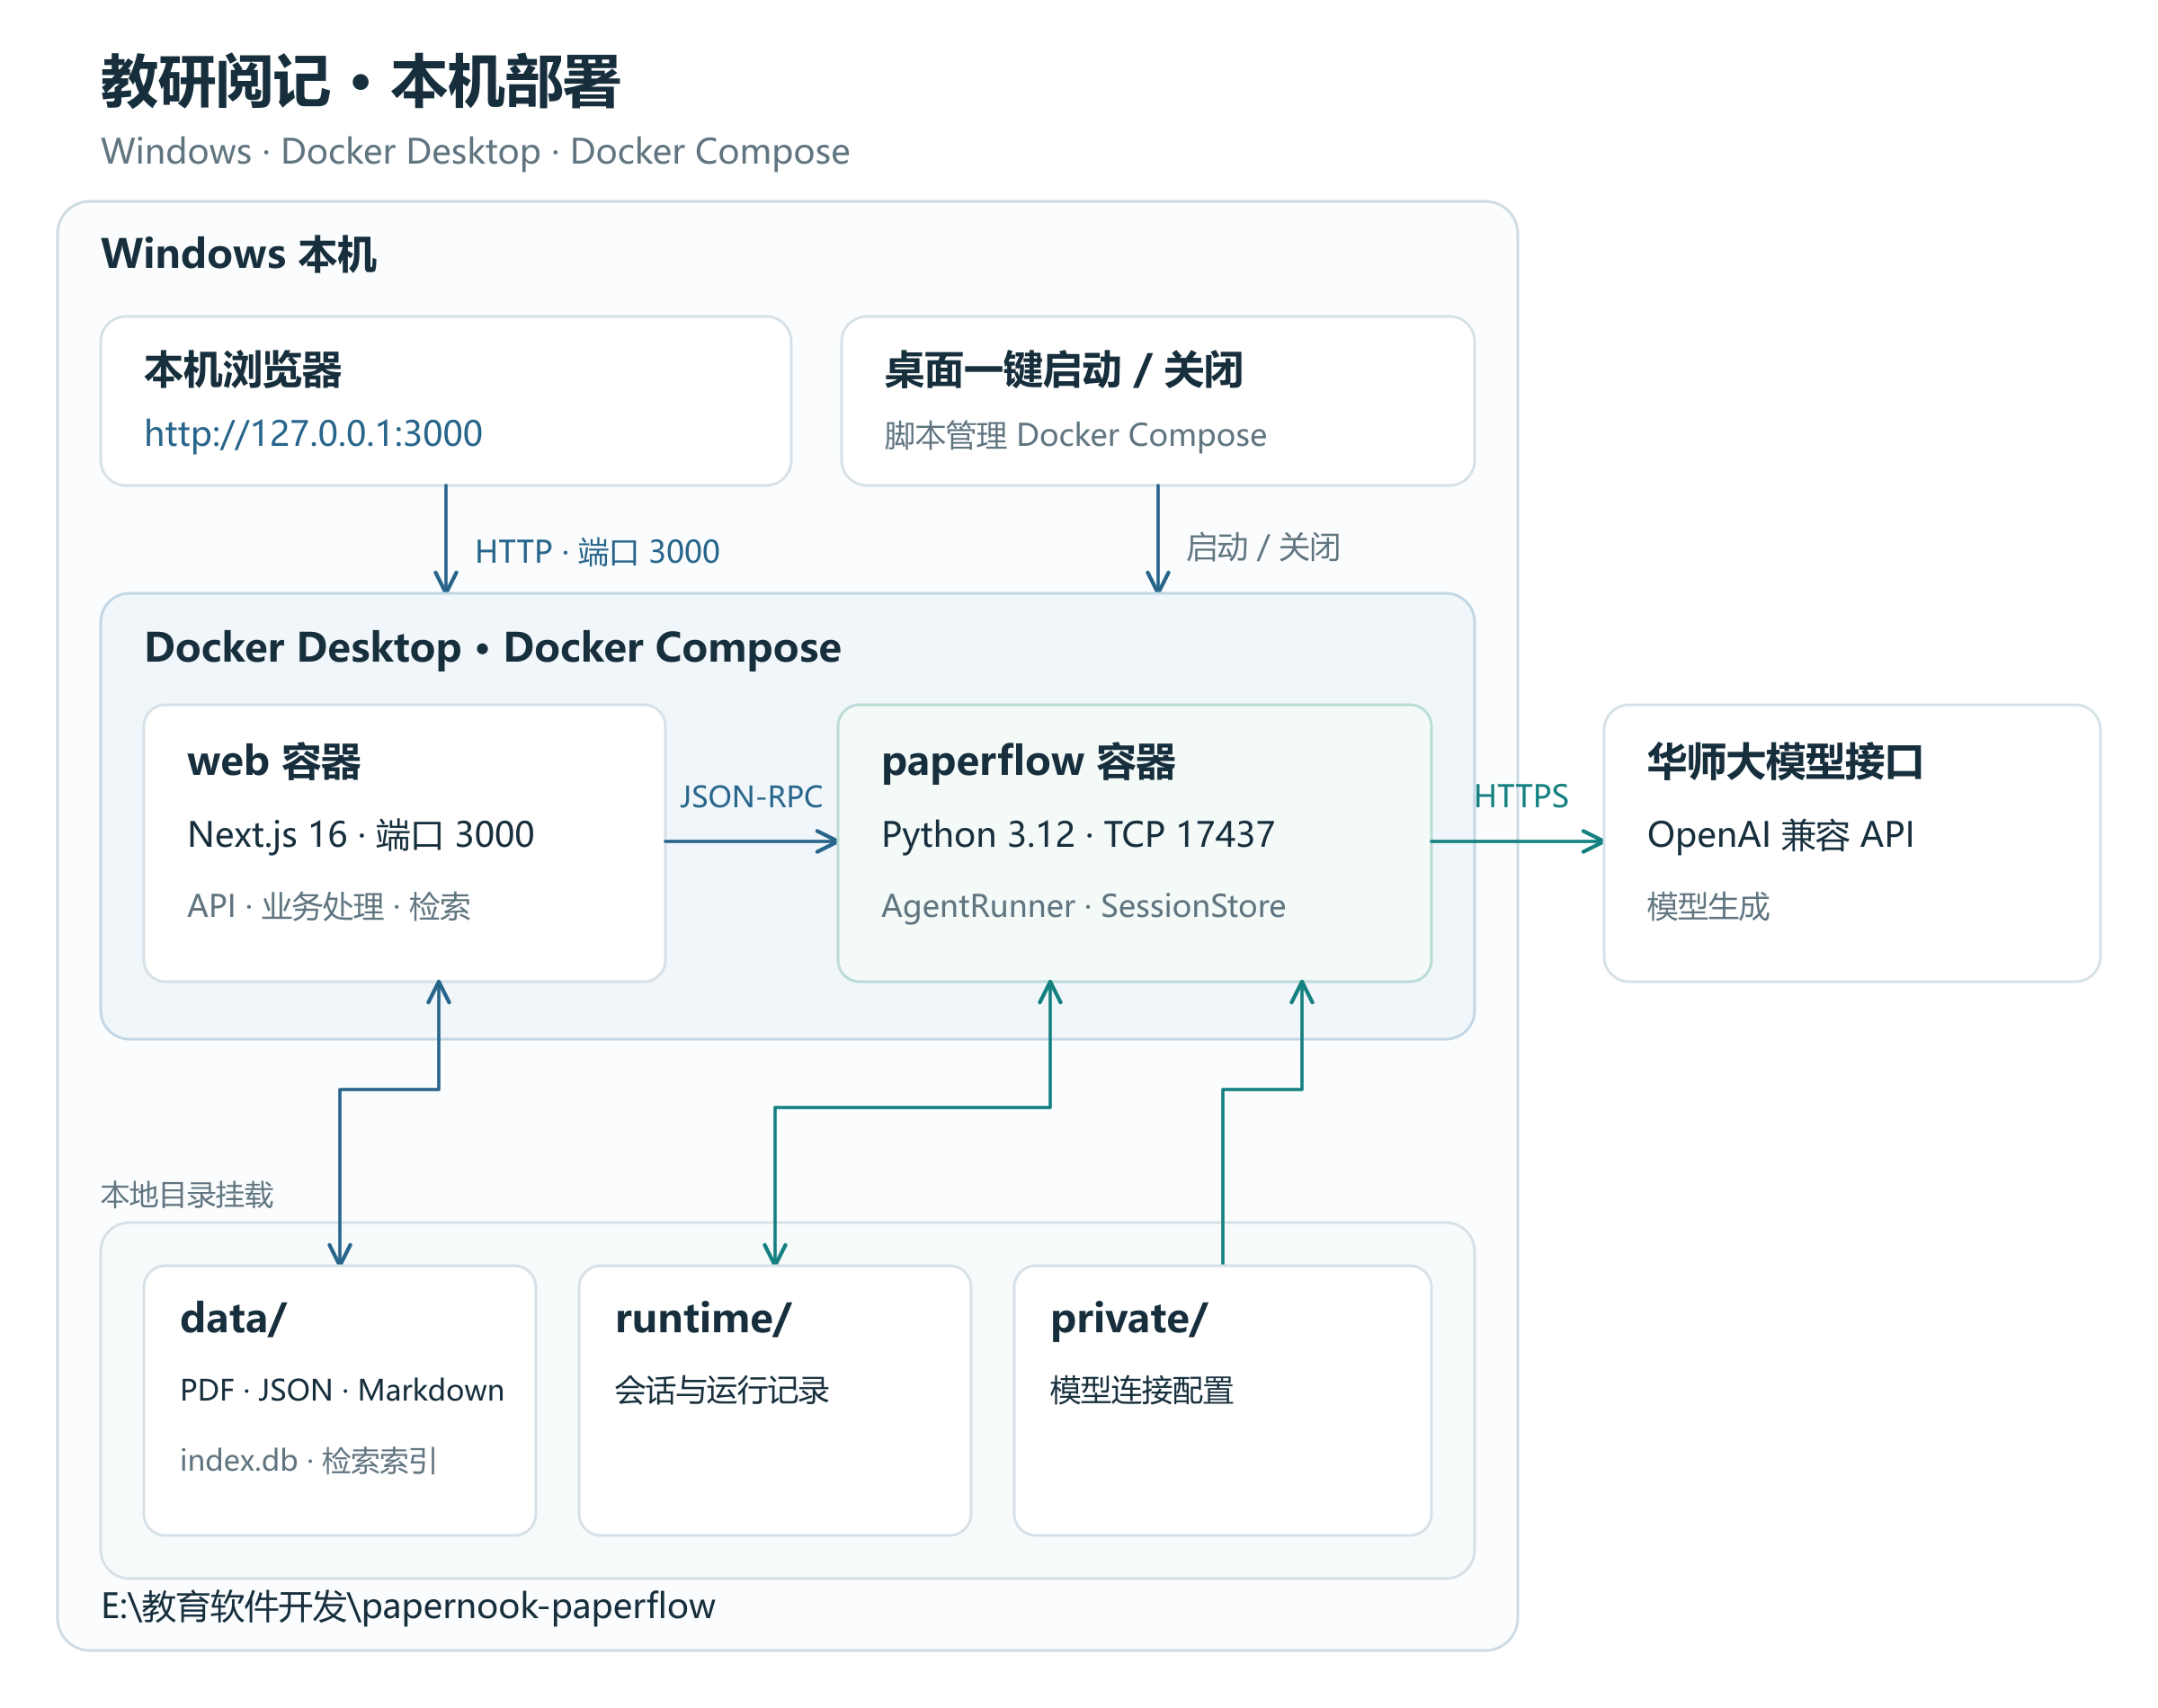 教研阅记 · 本机部署
Windows · Docker Desktop · Docker Compose
Windows 本机
本机浏览器
http://127.0.0.1:3000
桌面一键启动 / 关闭
脚本管理 Docker Compose
HTTP · 端口 3000
启动 / 关闭
Docker Desktop · Docker Compose
web 容器
Next.js 16 · 端口 3000
API · 业务处理 · 检索
JSON-RPC
paperflow 容器
Python 3.12 · TCP 17437
AgentRunner · SessionStore
HTTPS
华师大模型接口
OpenAI 兼容 API
模型生成
本地目录挂载
data/
PDF · JSON · Markdown
index.db · 检索索引
runtime/
会话与运行记录
private/
模型连接配置
E:\教育软件开发\papernook-paperflow